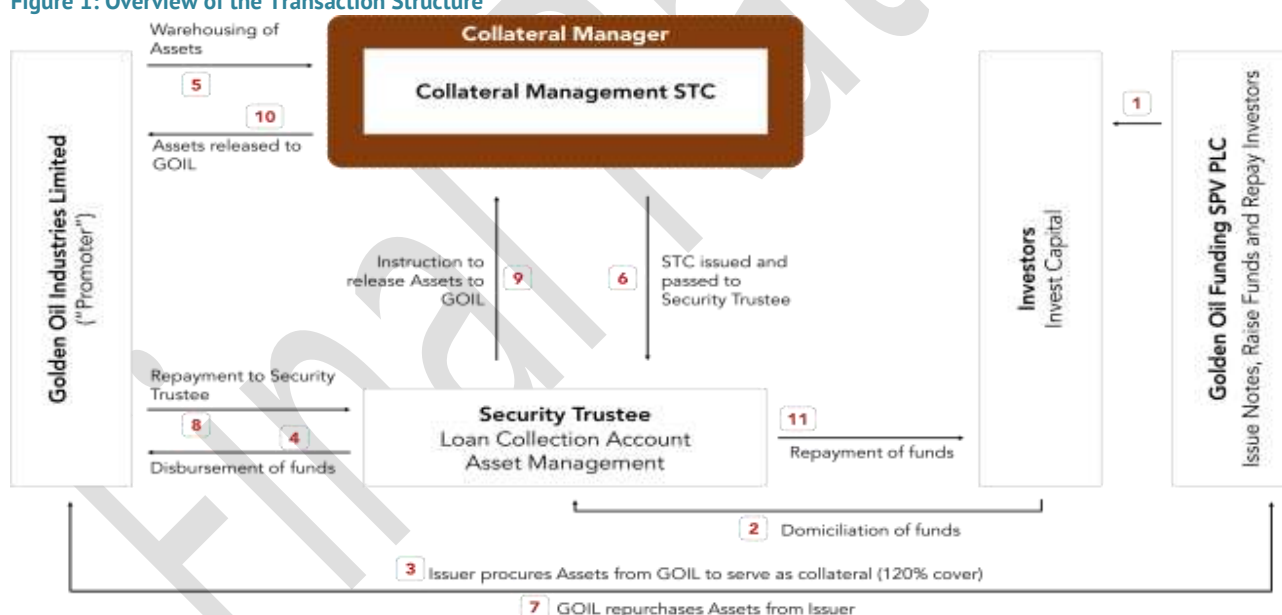 Figure 1: Overview of the Transaction Structure
Warehousing of
Assets
5
10
Assets released to
GOIL
Collateral Manager
Collateral Management STC
1
Golden Oil Industries Limited
("Promoter")
Instruction to
release Assets to
GOIL
9
6
STC issued and
passed to
Security Trustee
Investors
Invest Capital
Golden Oil Funding SPV PLC
Issue Notes, Raise Funds and Repay Investors
Repayment to Security
Trustee
8
4
Disbursement of funds
Security Trustee
Loan Collection Account
Asset Management
11
Repayment of funds
2 Domiciliation of funds
3 Issuer procures Assets from GOIL to serve as collateral (120% cover)
7 GOIL repurchases Assets from Issuer